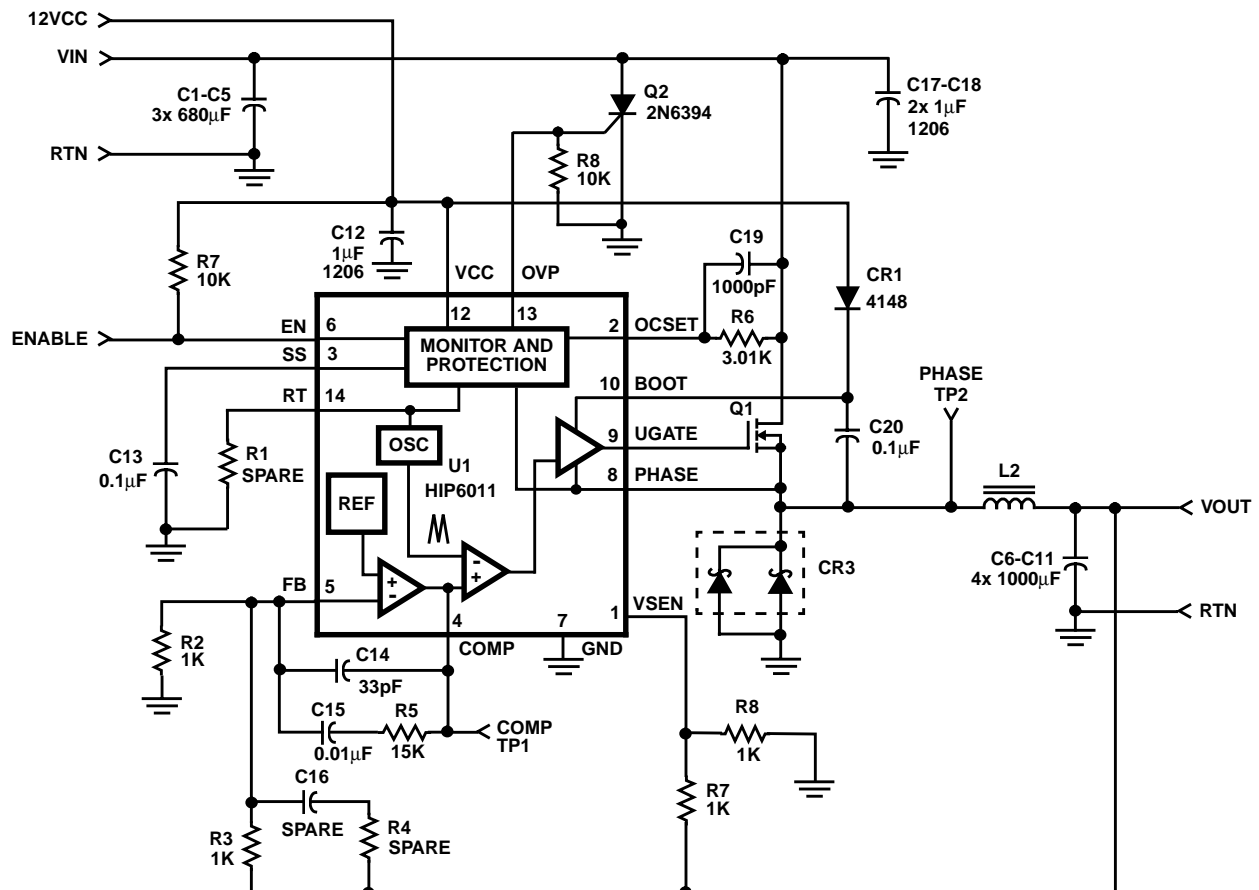 12VCC
VIN
C1-C5
3x 680μF
RTN
Q2
2N6394
C17-C18
2x 1μF
1206
R8
10K
R7
10K
C12
1μF
1206
VCC
OVP
C19
1000pF
CR1
4148
ENABLE
EN
6
12
13
2
OCSET
R6
3.01K
SS
3
MONITOR AND
PROTECTION
RT
14
10
BOOT
PHASE
TP2
Q1
C20
0.1μF
OSC
9
UGATE
C13
0.1μF
R1
SPARE
U1
HIP6011
8
PHASE
L2
VOUT
REF
+
-
-
+
CR3
C6-C11
4x 1000μF
FB
5
VSEN
1
RTN
4
7
COMP
GND
R2
1K
C14
33pF
C15
0.01μF
R5
15K
COMP
TP1
R8
1K
C16
SPARE
R7
1K
R3
1K
R4
SPARE